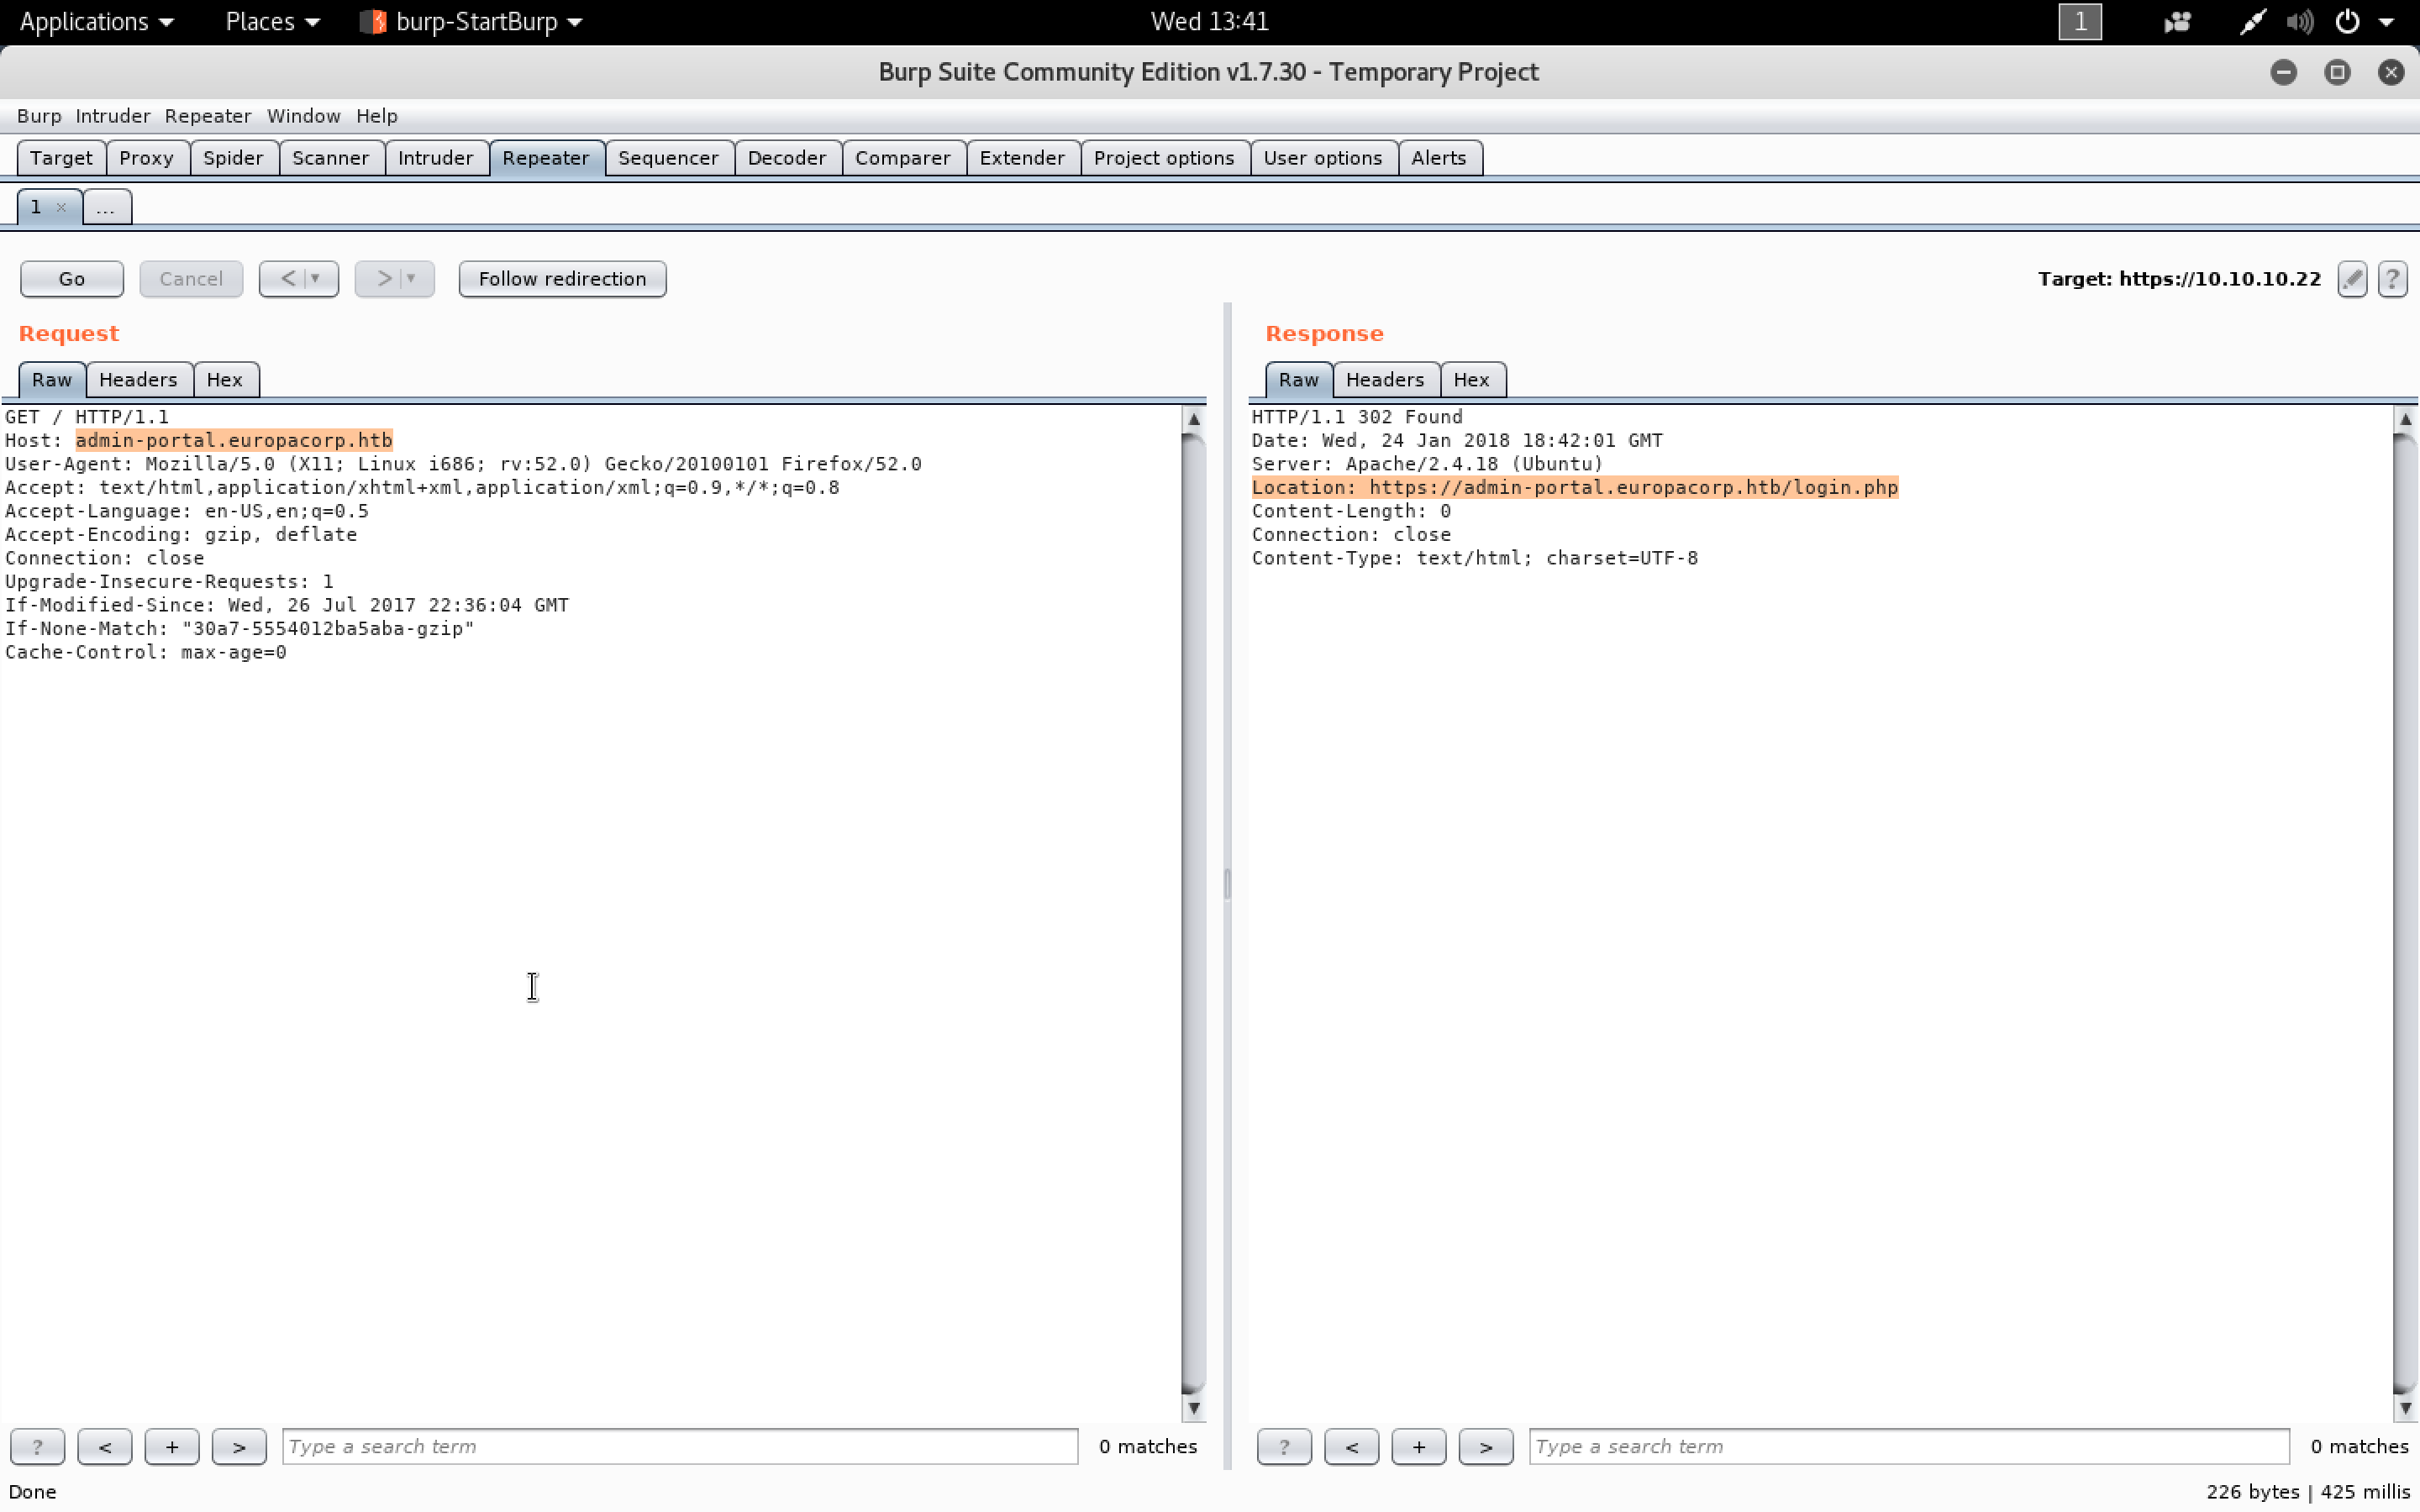 Applications Places burp-StartBurp Wed 13:41 1
Burp Suite Community Edition v1.7.30 - Temporary Project
Burp Intruder Repeater Window Help
Target Proxy Spider Scanner Intruder Repeater Sequencer Decoder Comparer Extender Project options User options Alerts
1 × ...
Go Cancel < > Follow redirection Target: https://10.10.10.22 ?
Request
Raw Headers Hex
GET / HTTP/1.1
Host: admin-portal.europacorp.htb
User-Agent: Mozilla/5.0 (X11; Linux i686; rv:52.0) Gecko/20100101 Firefox/52.0
Accept: text/html,application/xhtml+xml,application/xml;q=0.9,*/*;q=0.8
Accept-Language: en-US,en;q=0.5
Accept-Encoding: gzip, deflate
Connection: close
Upgrade-Insecure-Requests: 1
If-Modified-Since: Wed, 26 Jul 2017 22:36:04 GMT
If-None-Match: "30a7-5554012ba5aba-gzip"
Cache-Control: max-age=0
? < + > Type a search term 0 matches
Response
Raw Headers Hex
HTTP/1.1 302 Found
Date: Wed, 24 Jan 2018 18:42:01 GMT
Server: Apache/2.4.18 (Ubuntu)
Location: https://admin-portal.europacorp.htb/login.php
Content-Length: 0
Connection: close
Content-Type: text/html; charset=UTF-8
? < + > Type a search term 0 matches
Done 226 bytes | 425 millis